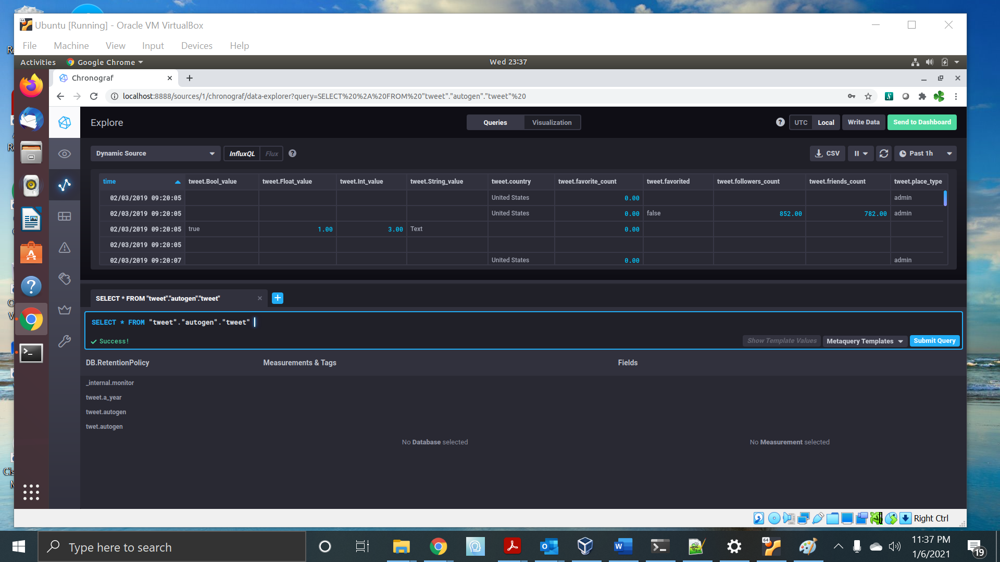 Ubuntu [Running] - Oracle VM VirtualBox
File Machine View Input Devices Help
Activities Google Chrome Wed 23:37
Chronograf
localhost:8888/sources/1/chronograf/data-explorer?query=SELECT%20%2A%20FROM%20"tweet"."autogen"."tweet"%20
Explore Queries Visualization ? UTC Local Write Data Send to Dashboard
Dynamic Source InfluxQL Flux ? CSV Past 1h
time tweet.Bool_value tweet.Float_value tweet.Int_value tweet.String_value tweet.country tweet.favorite_count tweet.favorited tweet.followers_count tweet.friends_count tweet.place_type
02/03/2019 09:20:05 United States 0.00 admin
02/03/2019 09:20:05 United States 0.00 false 852.00 782.00 admin
02/03/2019 09:20:05 true 1.00 3.00 Text 0.00
02/03/2019 09:20:05
02/03/2019 09:20:07 United States 0.00 admin
SELECT * FROM "tweet"."autogen"."tweet"
SELECT * FROM "tweet"."autogen"."tweet"
Success! Show Template Values Metaquery Templates Submit Query
DB.RetentionPolicy Measurements & Tags Fields
_internal.monitor
tweet.a_year
tweet.autogen
twet.autogen
No Database selected No Measurement selected
Right Ctrl
Type here to search
64
11:37 PM
1/6/2021
19